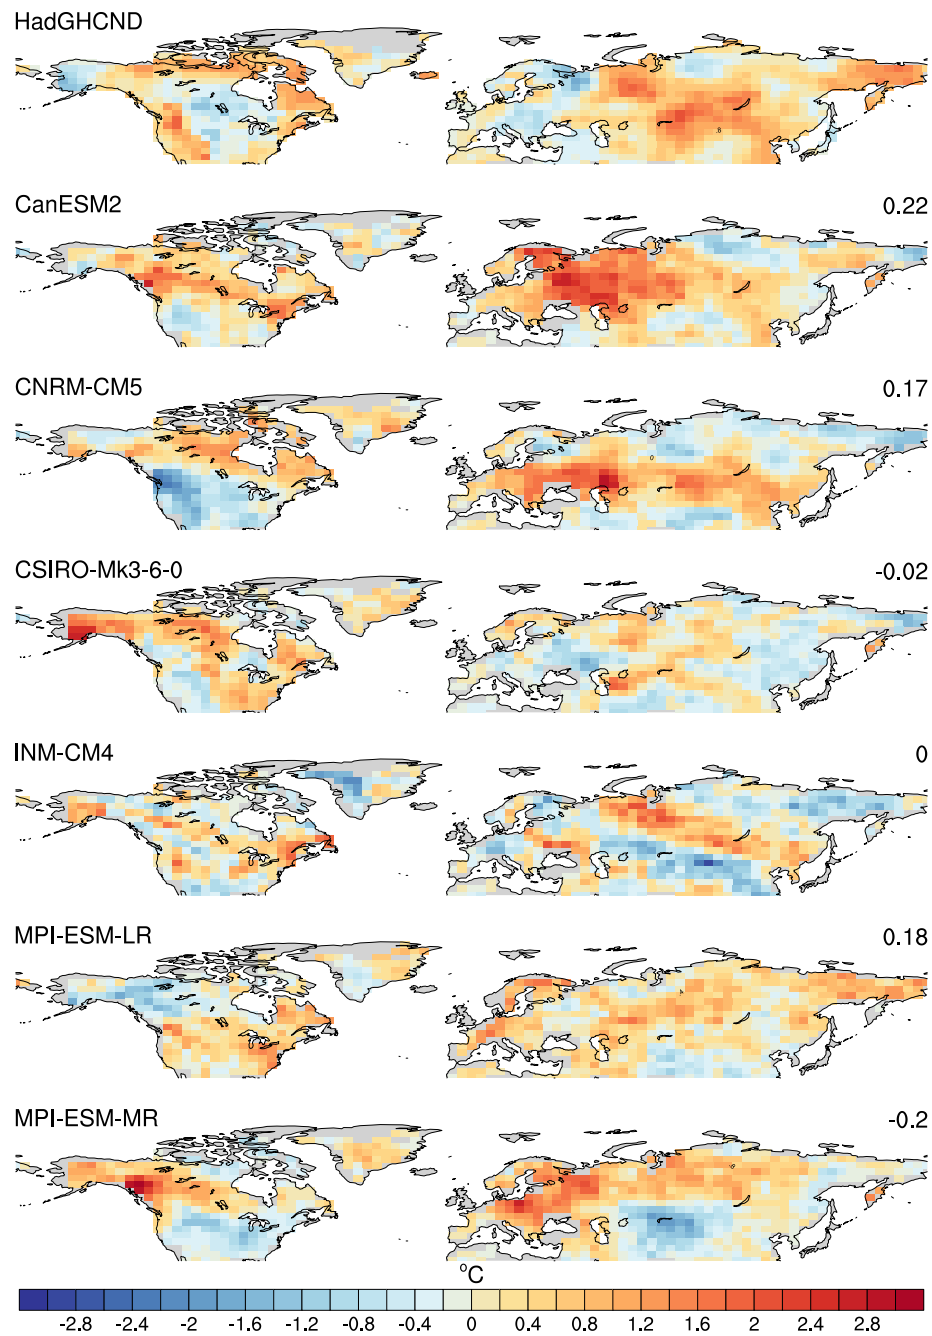 HadGHCND
CanESM2 0.22
CNRM-CM5 0.17
CSIRO-Mk3-6-0 -0.02
INM-CM4 0
MPI-ESM-LR 0.18
MPI-ESM-MR -0.2
°C
-2.8 -2.4 -2 -1.6 -1.2 -0.8 -0.4 0 0.4 0.8 1.2 1.6 2 2.4 2.8